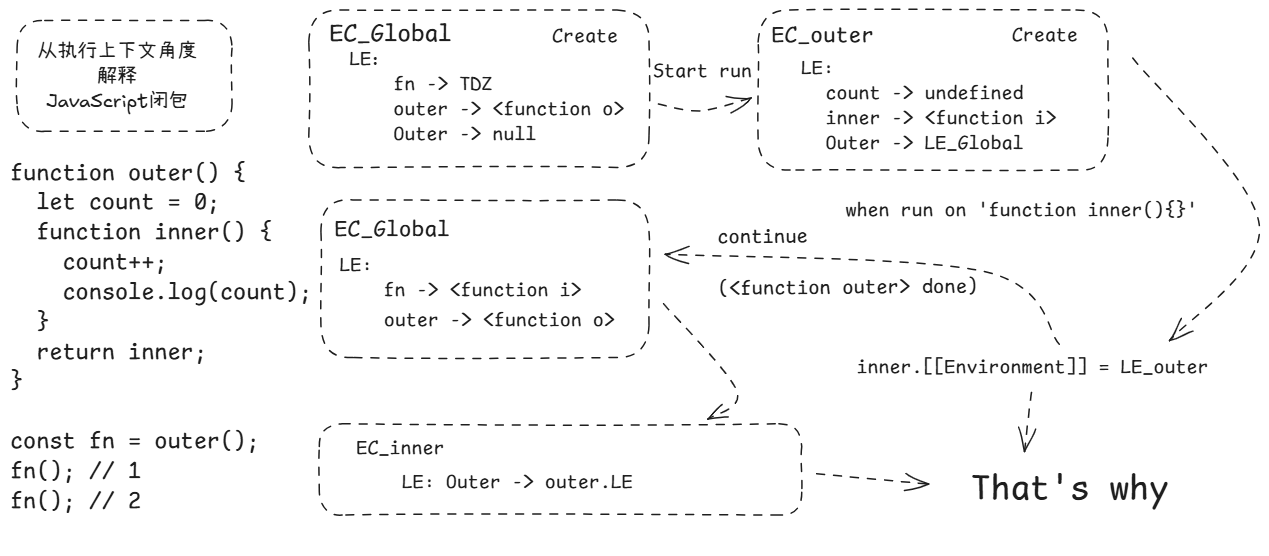 从执行上下文角度
解释
JavaScript闭包
function outer() {
let count = 0;
function inner() {
count++;
console.log(count);
}
return inner;
}
const fn = outer();
fn(); // 1
fn(); // 2
EC_Global Create
LE:
fn -> TDZ
outer -> <function o>
Outer -> null
Start run
EC_outer Create
LE:
count -> undefined
inner -> <function i>
Outer -> LE_Global
when run on 'function inner(){}'
inner.[[Environment]] = LE_outer
continue
(<function outer> done)
EC_Global
LE:
fn -> <function i>
outer -> <function o>
EC_inner
LE: Outer -> outer.LE
That's why